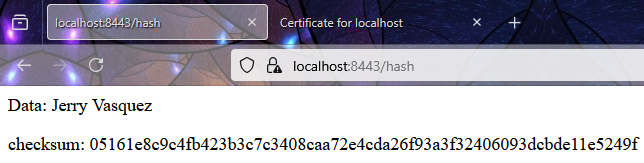 localhost:8443/hash
Certificate for localhost
localhost:8443/hash
Data: Jerry Vasquez
checksum: 05161e8c9c4fb423b3c7c3408caa72e4cda26f93a3f32406093dcbde11e5249f